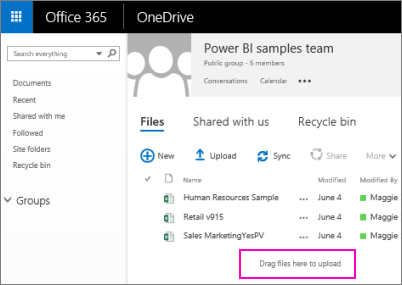 Office 365 OneDrive
Search everything
Documents
Recent
Shared with me
Followed
Site folders
Recycle bin
Groups
Power BI samples team
Public group - 5 members
Conversations Calendar •••
Files Shared with us Recycle bin
New Upload Sync Share More
Name Modified Modified By
Human Resources Sample ... June 4 Maggie
Retail v915 ... June 4 Maggie
Sales MarketingYesPV ... June 4 Maggie
Drag files here to upload